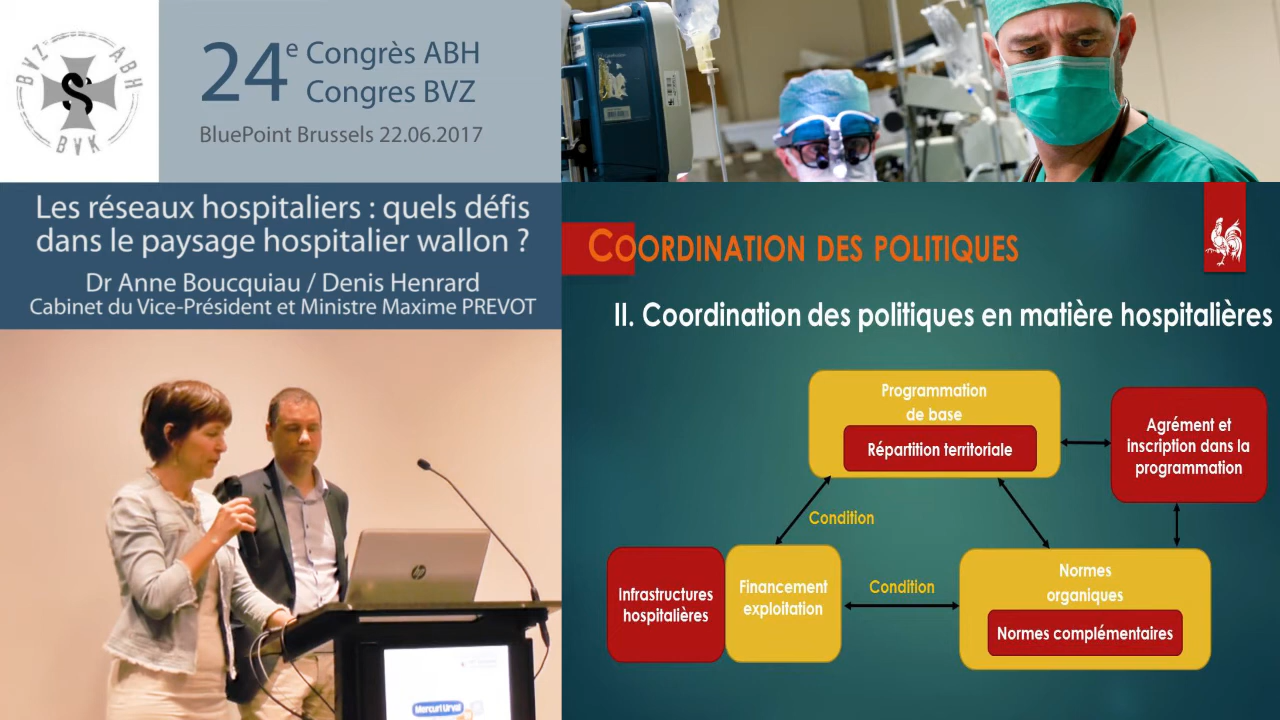 BVZ ABH
BVK
24e Congrès ABH
Congres BVZ
BluePoint Brussels 22.06.2017
Les réseaux hospitaliers : quels défis
dans le paysage hospitalier wallon ?
Dr Anne Boucquiau / Denis Henrard
Cabinet du Vice-Président et Ministre Maxime PREVOT
hp
Mercuri Urval
COORDINATION DES POLITIQUES
II. Coordination des politiques en matière hospitalières
Programmation
de base
Répartition territoriale
Agrément et
inscription dans la
programmation
Condition
Infrastructures
hospitalières
Financement
exploitation
Condition
Normes
organiques
Normes complémentaires